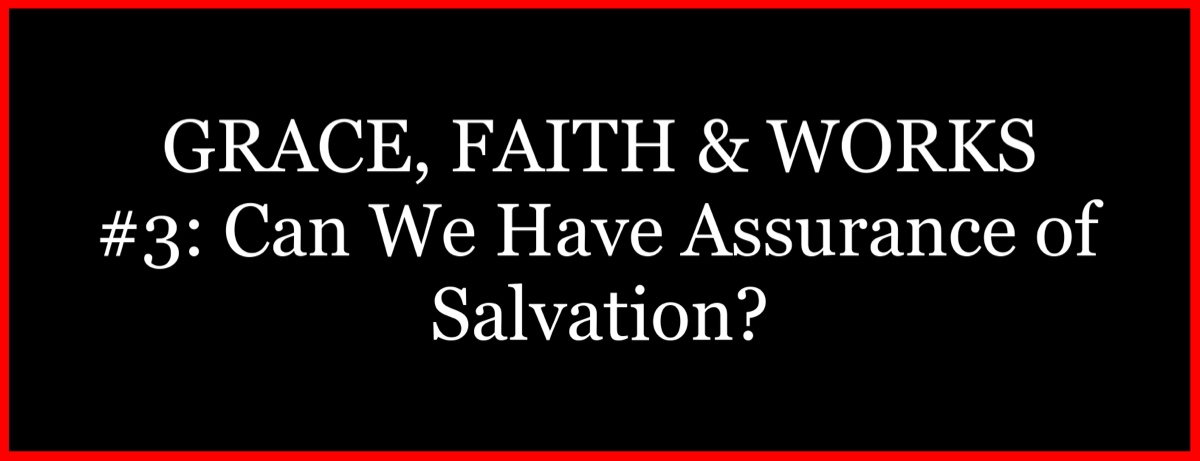 GRACE, FAITH & WORKS
#3: Can We Have Assurance of
Salvation?